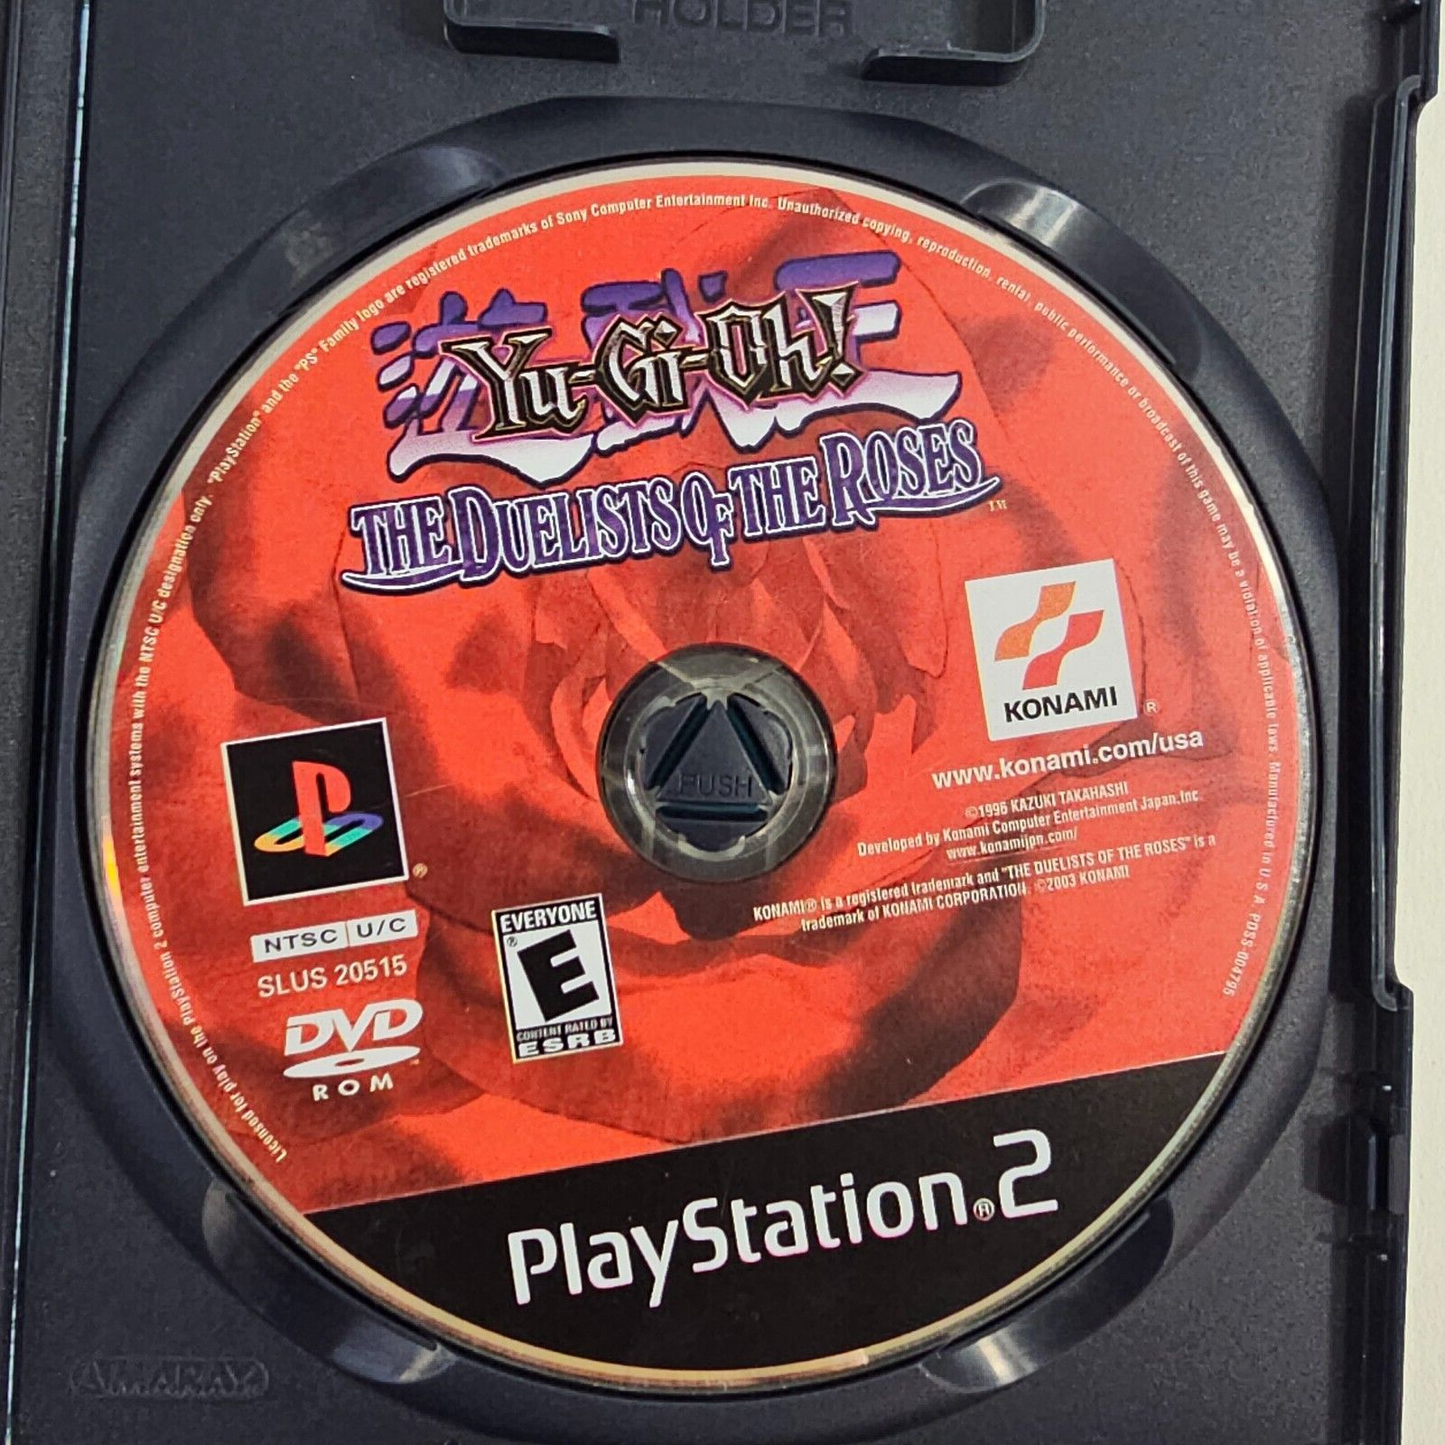 HOLDER
Licensed for play on the PlayStation 2 computer entertainment systems with the NTSC U/C designation only. "PlayStation" and the "PS" Family logo are registered trademarks of Sony Computer Entertainment Inc. Unauthorized copying, reproduction, rental, public performance or broadcast of this game may be a violation of applicable laws. Manufactured in U.S.A. PDSS-004795
遊戯王
Yu-Gi-Oh!
THE DUELISTS OF THE ROSES
TM
KONAMI
®
www.konami.com/usa
©1996 KAZUKI TAKAHASHI
Developed by Konami Computer Entertainment Japan,Inc.
www.konamijpn.com/
KONAMI® is a registered trademark and "THE DUELISTS OF THE ROSES" is a
trademark of KONAMI CORPORATION. ©2003 KONAMI
PUSH
®
NTSC U/C
SLUS 20515
DVD
ROM
EVERYONE
®
E
CONTENT RATED BY
ESRB
PlayStation®2
AMARAY